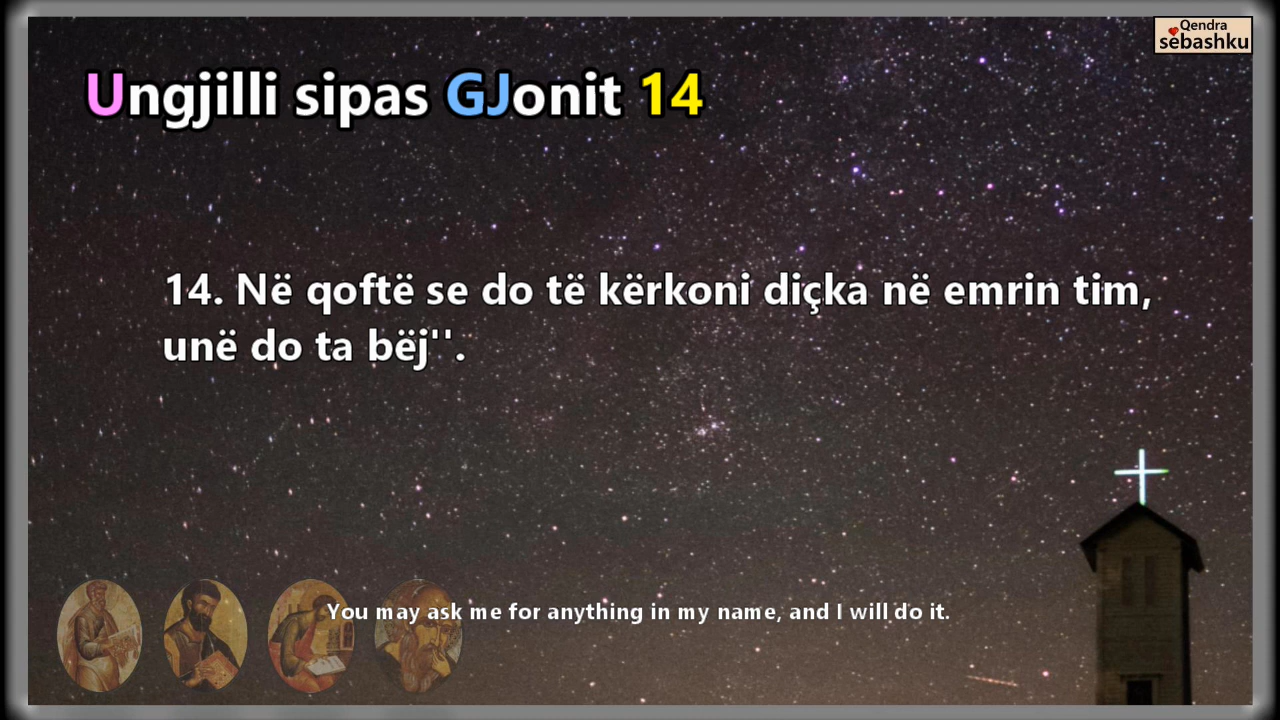 Qendra
sëbashku
Ungjilli sipas GJonit 14
14. Në qoftë se do të kërkoni diçka në emrin tim,
unë do ta bëj''.
You may ask me for anything in my name, and I will do it.